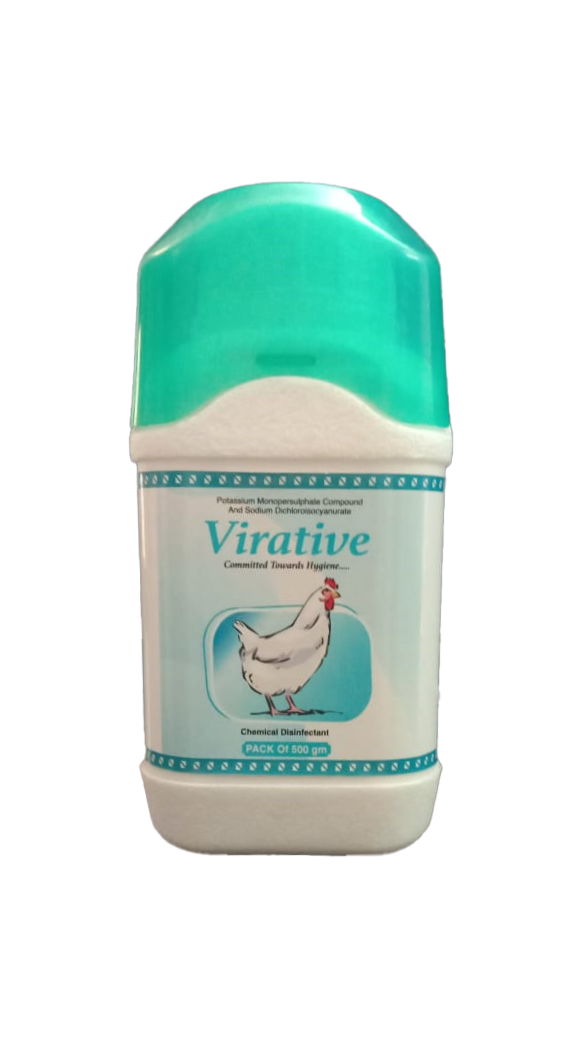 Potassium Monopersulphate Compound
And Sodium Dichloroisocyanurate
Virative
Committed Towards Hygiene....
Chemical Disinfectant
PACK Of 500 gm